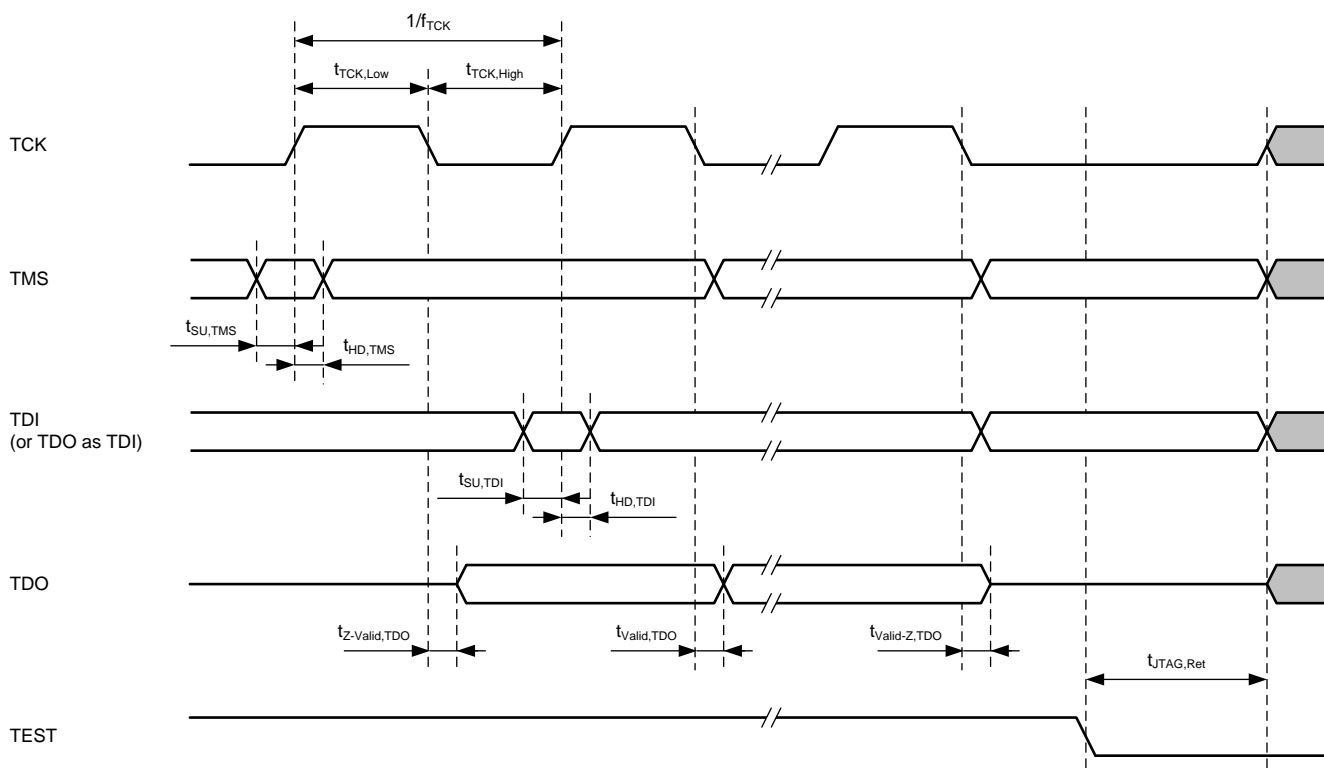 1/fTCK
tTCK,Low
tTCK,High
TCK
TMS
tSU,TMS
tHD,TMS
TDI
(or TDO as TDI)
tSU,TDI
tHD,TDI
TDO
tZ-Valid,TDO
tValid,TDO
tValid-Z,TDO
tJTAG,Ret
TEST